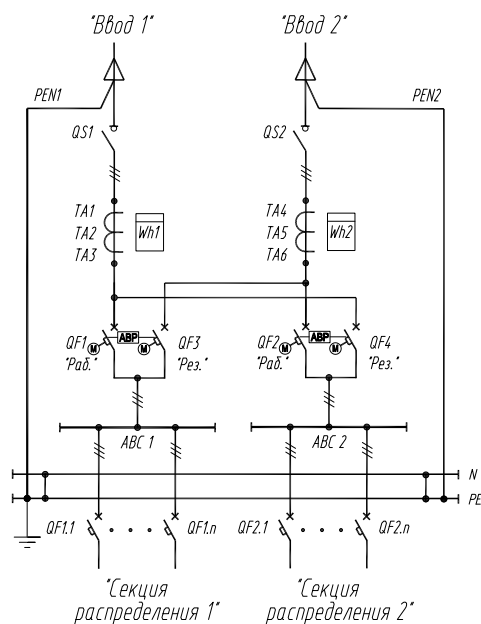 "Ввод 1"
"Ввод 2"
PEN1
PEN2
QS1
QS2
TA1
TA2
TA3
Wh1
TA4
TA5
TA6
Wh2
QF1
"Раб."
М
АВР
М
QF3
"Рез."
QF2
"Раб."
М
АВР
М
QF4
"Рез."
ABC 1
ABC 2
N
PE
QF1.1
QF1.n
QF2.1
QF2.n
"Секция
распределения 1"
"Секция
распределения 2"